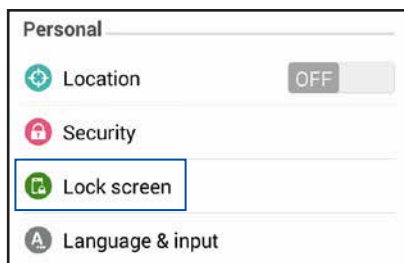 Personal
Location OFF
Security
Lock screen
Language & input